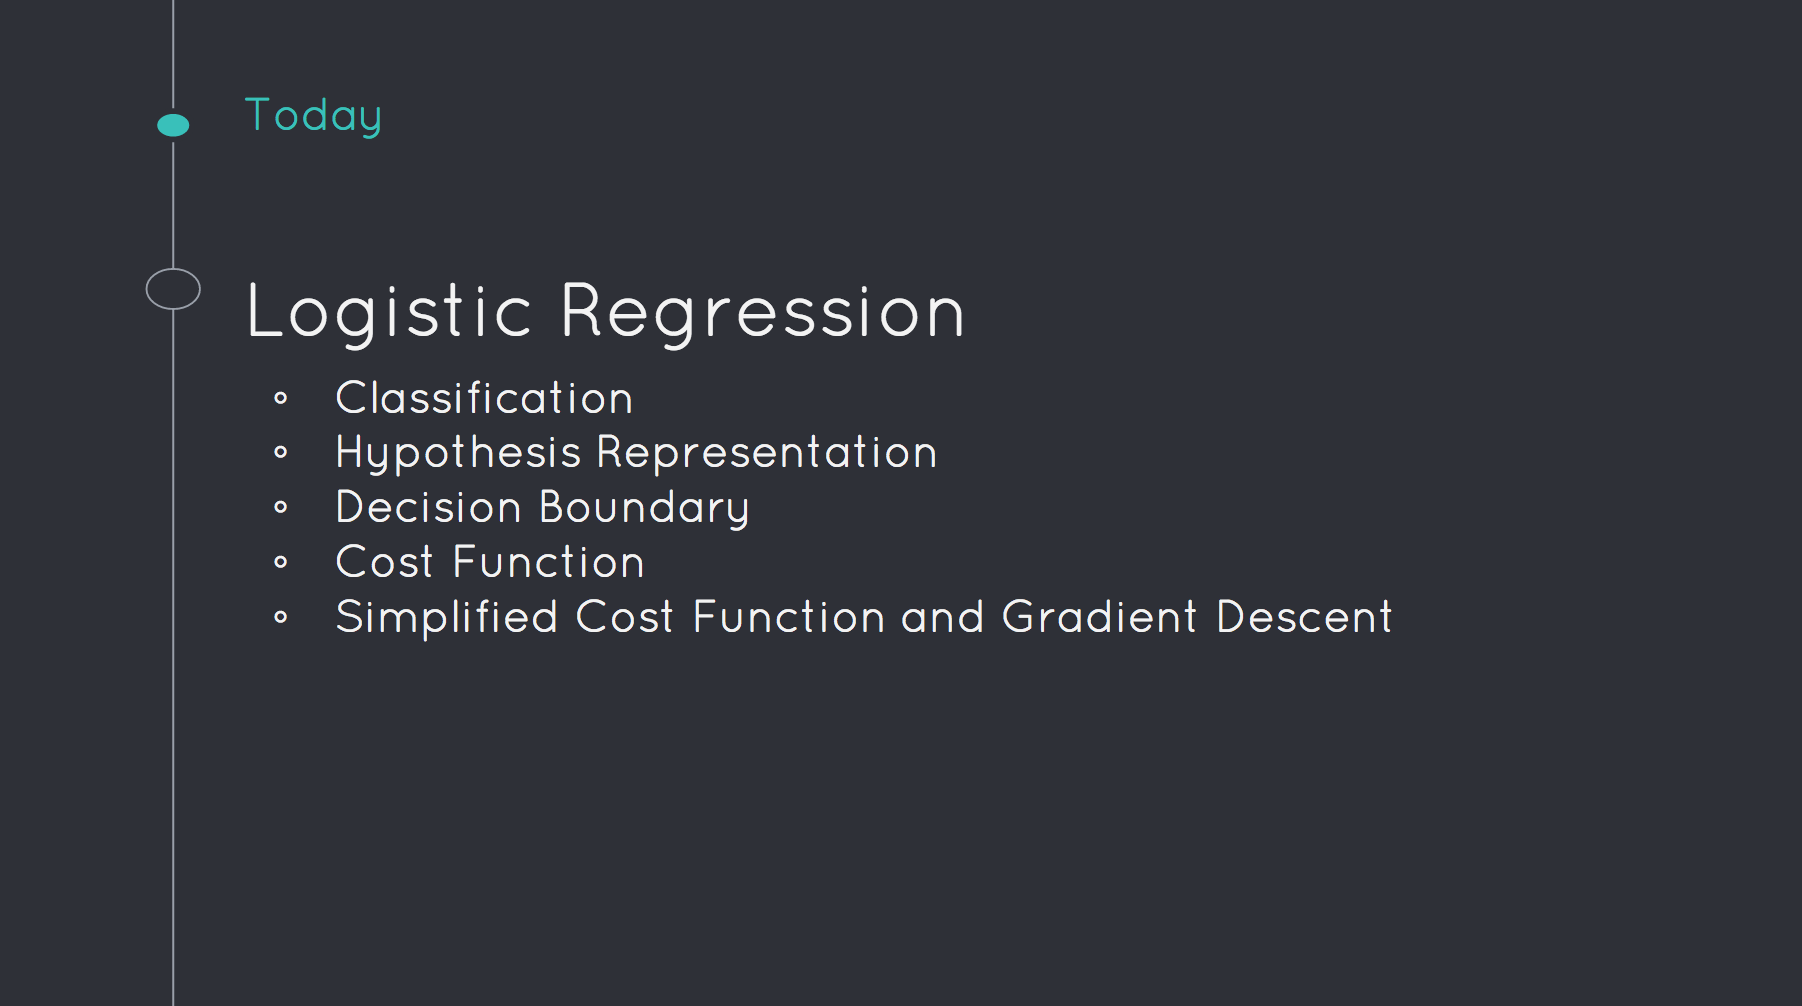 Today
Logistic Regression
Classification
Hypothesis Representation
Decision Boundary
Cost Function
Simplified Cost Function and Gradient Descent